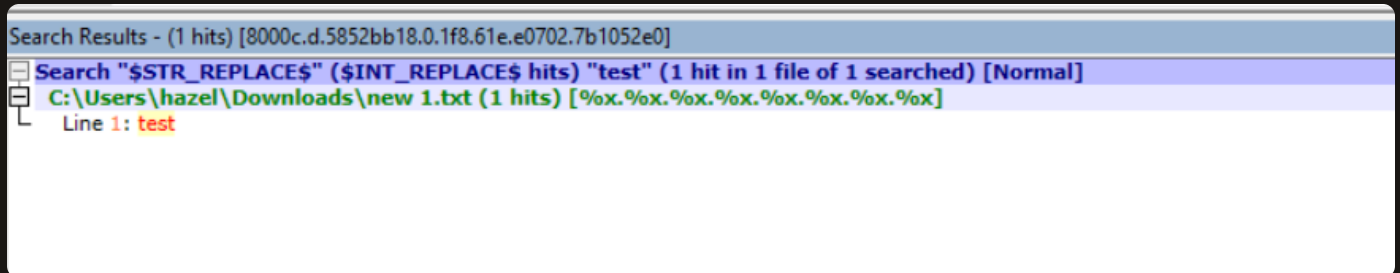 Search Results - (1 hits) [8000c.d.5852bb18.0.1f8.61e.e0702.7b1052e0]
Search "$STR_REPLACE$" ($INT_REPLACE$ hits) "test" (1 hit in 1 file of 1 searched) [Normal]
C:\Users\hazel\Downloads\new 1.txt (1 hits) [%x.%x.%x.%x.%x.%x.%x.%x]
Line 1: test